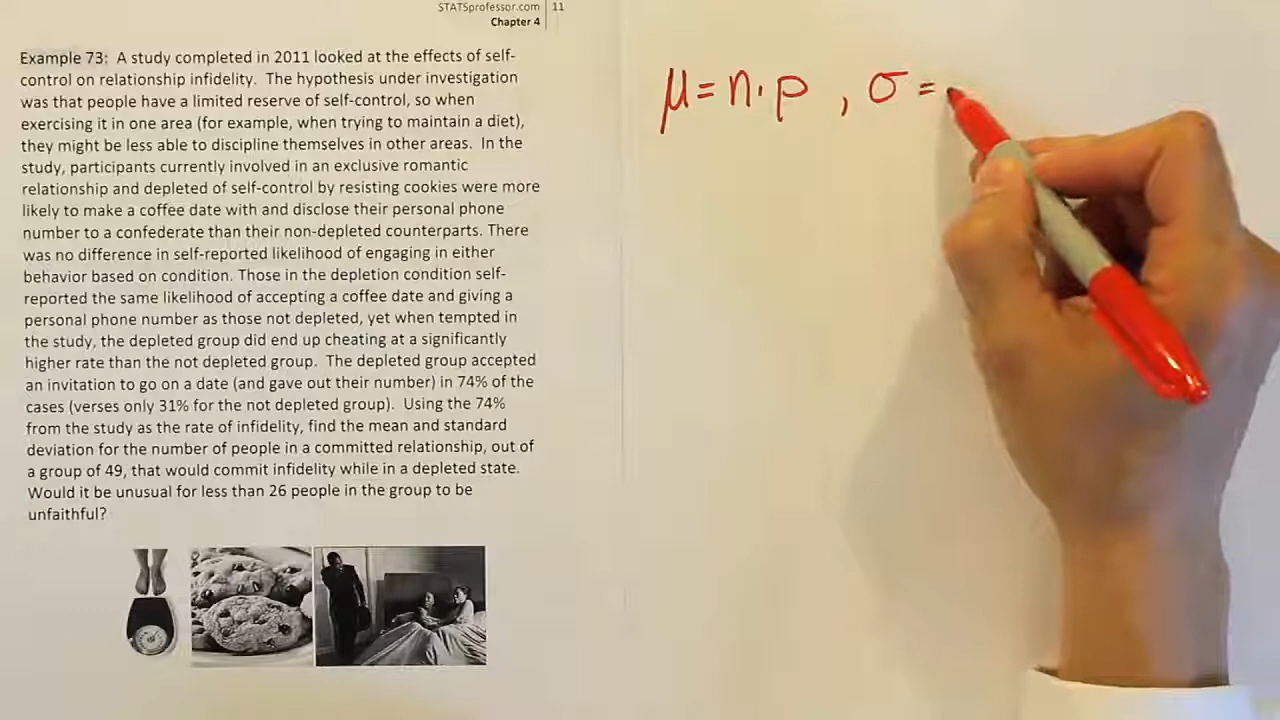 STATSprofessor.com 11
Chapter 4
Example 73: A study completed in 2011 looked at the effects of self-
control on relationship infidelity. The hypothesis under investigation
was that people have a limited reserve of self-control, so when
exercising it in one area (for example, when trying to maintain a diet),
they might be less able to discipline themselves in other areas. In the
study, participants currently involved in an exclusive romantic
relationship and depleted of self-control by resisting cookies were more
likely to make a coffee date with and disclose their personal phone
number to a confederate than their non-depleted counterparts. There
was no difference in self-reported likelihood of engaging in either
behavior based on condition. Those in the depletion condition self-
reported the same likelihood of accepting a coffee date and giving a
personal phone number as those not depleted, yet when tempted in
the study, the depleted group did end up cheating at a significantly
higher rate than the not depleted group. The depleted group accepted
an invitation to go on a date (and gave out their number) in 74% of the
cases (verses only 31% for the not depleted group). Using the 74%
from the study as the rate of infidelity, find the mean and standard
deviation for the number of people in a committed relationship, out of
a group of 49, that would commit infidelity while in a depleted state.
Would it be unusual for less than 26 people in the group to be
unfaithful?
μ = n · p , σ =